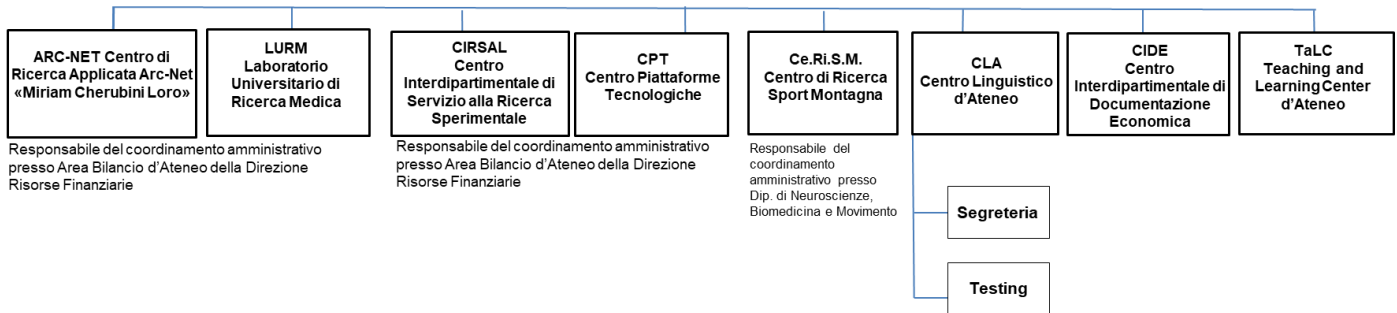 ARC-NET Centro di
Ricerca Applicata Arc-Net
«Miriam Cherubini Loro»
LURM
Laboratorio
Universitario di
Ricerca Medica
CIRSAL
Centro
Interdipartimentale di
Servizio alla Ricerca
Sperimentale
CPT
Centro Piattaforme
Tecnologiche
Ce.Ri.S.M.
Centro di Ricerca
Sport Montagna
CLA
Centro Linguistico
d'Ateneo
CIDE
Centro
Interdipartimentale di
Documentazione
Economica
TaLC
Teaching and
Learning Center
d'Ateneo
Responsabile del coordinamento amministrativo
presso Area Bilancio d'Ateneo della Direzione
Risorse Finanziarie
Responsabile del coordinamento amministrativo
presso Area Bilancio d'Ateneo della Direzione
Risorse Finanziarie
Responsabile del
coordinamento
amministrativo presso
Dip. di Neuroscienze,
Biomedicina e Movimento
Segreteria
Testing